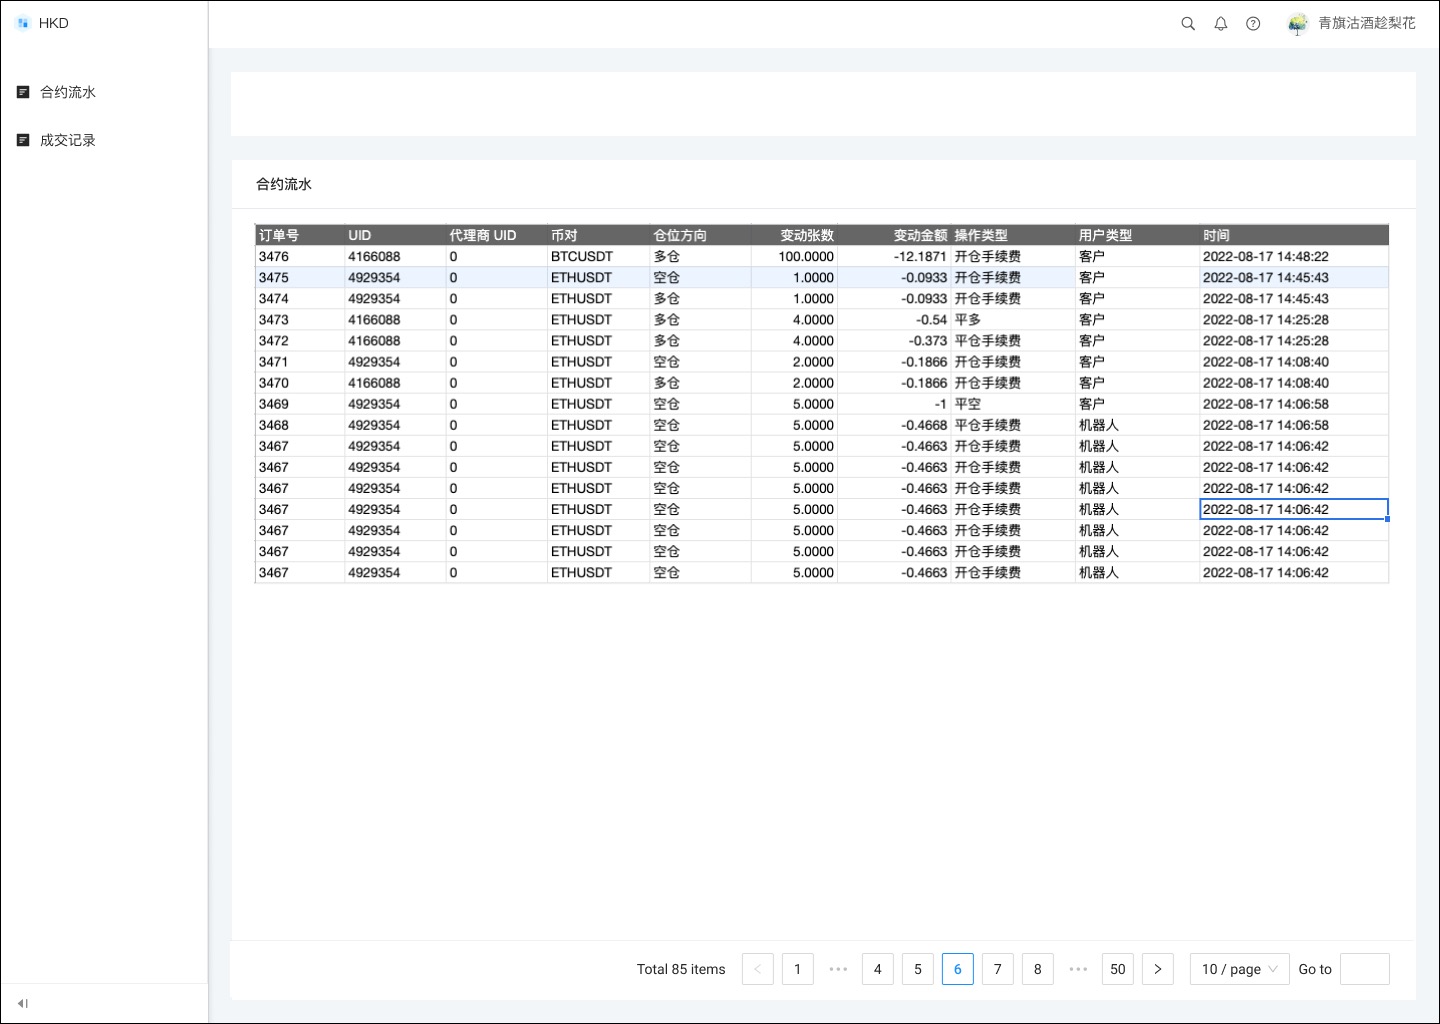 HKD
青旗沽酒趁梨花
合约流水
成交记录
合约流水
订单号 UID 代理商 UID 币对 仓位方向 变动张数 变动金额 操作类型 用户类型 时间
3476 4166088 0 BTCUSDT 多仓 100.0000 -12.1871 开仓手续费 客户 2022-08-17 14:48:22
3475 4929354 0 ETHUSDT 空仓 1.0000 -0.0933 开仓手续费 客户 2022-08-17 14:45:43
3474 4929354 0 ETHUSDT 多仓 1.0000 -0.0933 开仓手续费 客户 2022-08-17 14:45:43
3473 4166088 0 ETHUSDT 多仓 4.0000 -0.54 平多 客户 2022-08-17 14:25:28
3472 4166088 0 ETHUSDT 多仓 4.0000 -0.373 平仓手续费 客户 2022-08-17 14:25:28
3471 4929354 0 ETHUSDT 空仓 2.0000 -0.1866 开仓手续费 客户 2022-08-17 14:08:40
3470 4166088 0 ETHUSDT 多仓 2.0000 -0.1866 开仓手续费 客户 2022-08-17 14:08:40
3469 4929354 0 ETHUSDT 空仓 5.0000 -1 平空 客户 2022-08-17 14:06:58
3468 4929354 0 ETHUSDT 空仓 5.0000 -0.4668 平仓手续费 机器人 2022-08-17 14:06:58
3467 4929354 0 ETHUSDT 空仓 5.0000 -0.4663 开仓手续费 机器人 2022-08-17 14:06:42
3467 4929354 0 ETHUSDT 空仓 5.0000 -0.4663 开仓手续费 机器人 2022-08-17 14:06:42
3467 4929354 0 ETHUSDT 空仓 5.0000 -0.4663 开仓手续费 机器人 2022-08-17 14:06:42
3467 4929354 0 ETHUSDT 空仓 5.0000 -0.4663 开仓手续费 机器人 2022-08-17 14:06:42
3467 4929354 0 ETHUSDT 空仓 5.0000 -0.4663 开仓手续费 机器人 2022-08-17 14:06:42
3467 4929354 0 ETHUSDT 空仓 5.0000 -0.4663 开仓手续费 机器人 2022-08-17 14:06:42
3467 4929354 0 ETHUSDT 空仓 5.0000 -0.4663 开仓手续费 机器人 2022-08-17 14:06:42
Total 85 items < 1 ••• 4 5 6 7 8 ••• 50 > 10 / page Go to